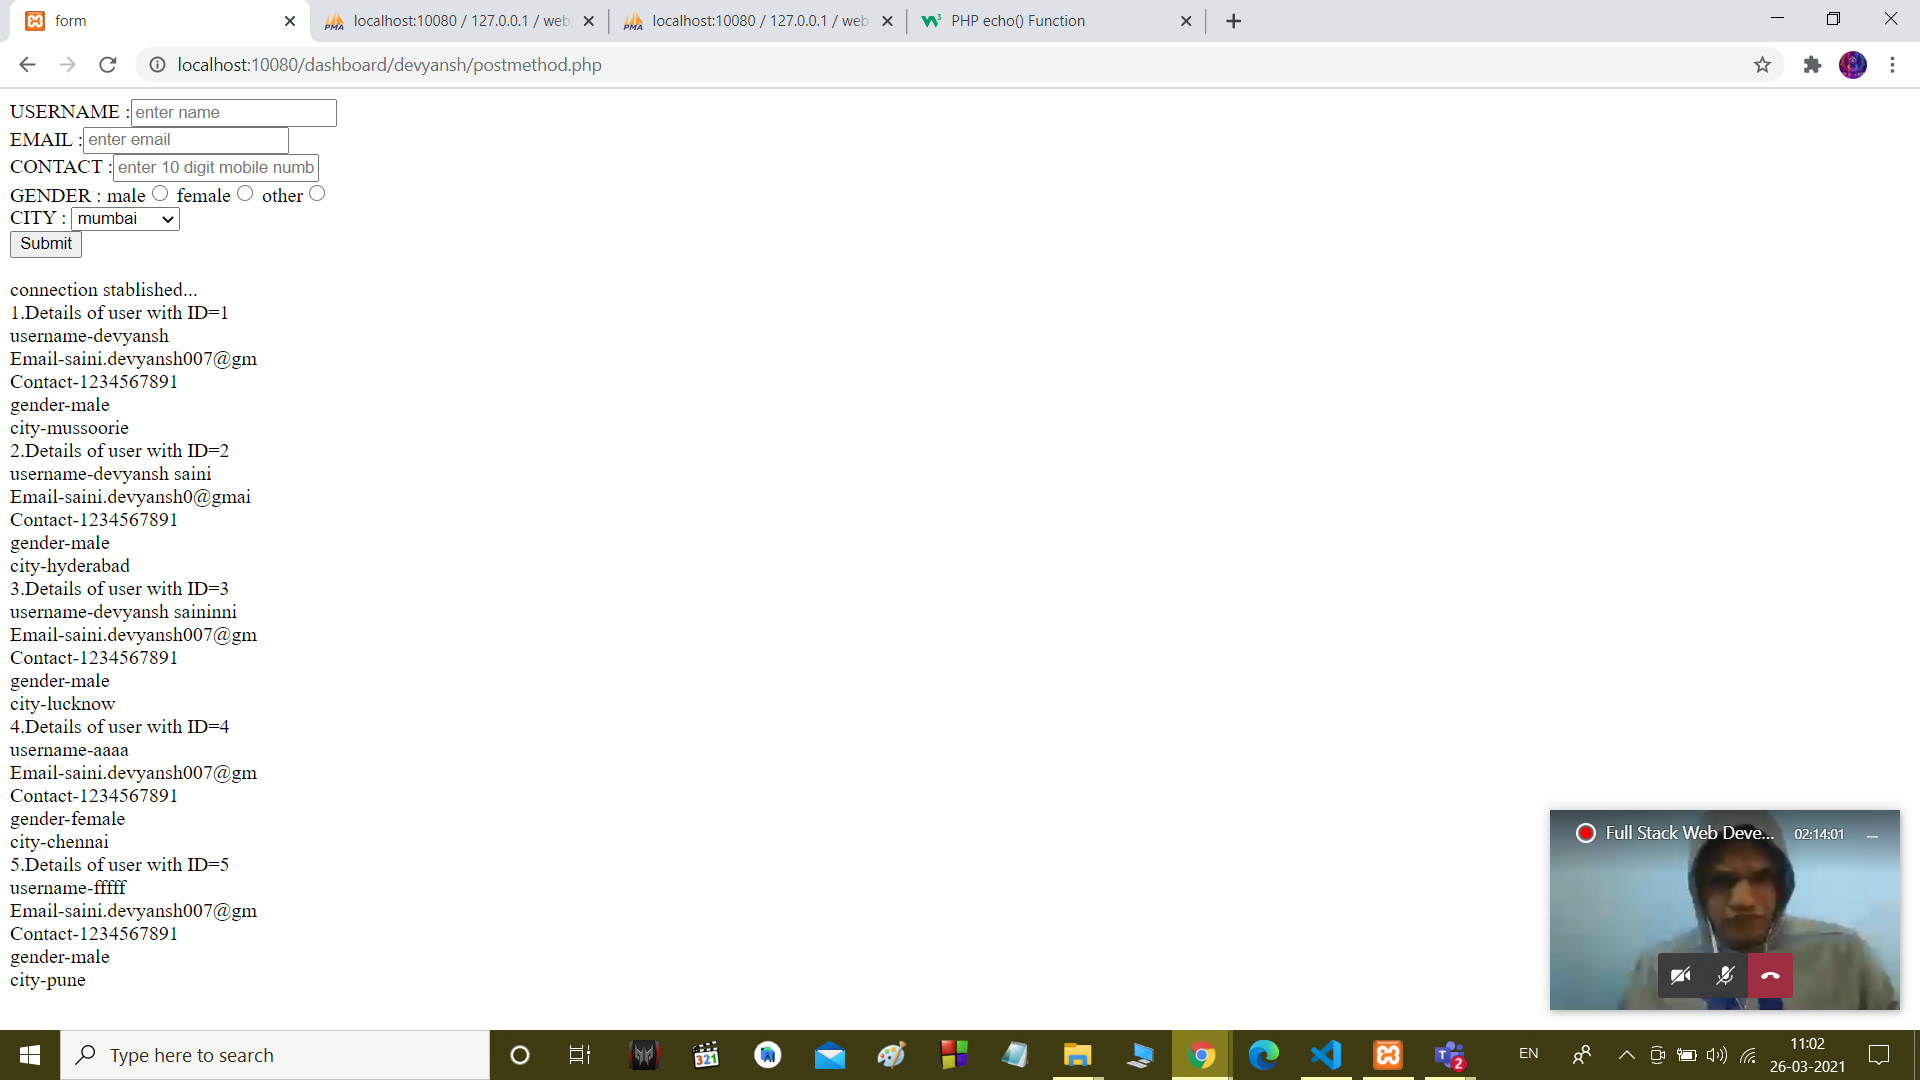 form
localhost:10080 / 127.0.0.1 / web
localhost:10080 / 127.0.0.1 / web
PHP echo() Function
localhost:10080/dashboard/devyansh/postmethod.php
USERNAME : enter name
EMAIL : enter email
CONTACT : enter 10 digit mobile numb
GENDER : male female other
CITY : mumbai
Submit
connection stablished...
1.Details of user with ID=1
username-devyansh
Email-saini.devyansh007@gm
Contact-1234567891
gender-male
city-mussoorie
2.Details of user with ID=2
username-devyansh saini
Email-saini.devyansh0@gmai
Contact-1234567891
gender-male
city-hyderabad
3.Details of user with ID=3
username-devyansh saininni
Email-saini.devyansh007@gm
Contact-1234567891
gender-male
city-lucknow
4.Details of user with ID=4
username-aaaa
Email-saini.devyansh007@gm
Contact-1234567891
gender-female
city-chennai
5.Details of user with ID=5
username-fffff
Email-saini.devyansh007@gm
Contact-1234567891
gender-male
city-pune
Full Stack Web Deve... 02:14:01
Type here to search
321
2
EN
11:02
26-03-2021